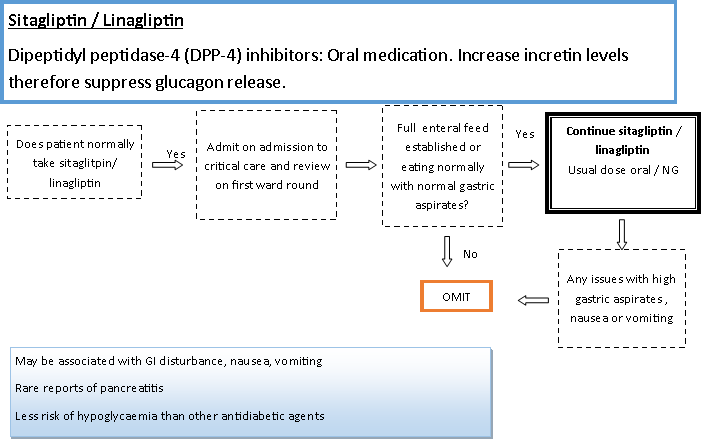 Sitagliptin / Linagliptin
Dipeptidyl peptidase-4 (DPP-4) inhibitors: Oral medication. Increase incretin levels
therefore suppress glucagon release.
Does patient normally
take sitaglitpin/
linagliptin
Yes
Admit on admission to
critical care and review
on first ward round
Full enteral feed
established or
eating normally
with normal gastric
aspirates?
Yes
Continue sitagliptin /
linagliptin
Usual dose oral / NG
No
OMIT
Any issues with high
gastric aspirates ,
nausea or vomiting
May be associated with GI disturbance, nausea, vomiting
Rare reports of pancreatitis
Less risk of hypoglycaemia than other antidiabetic agents